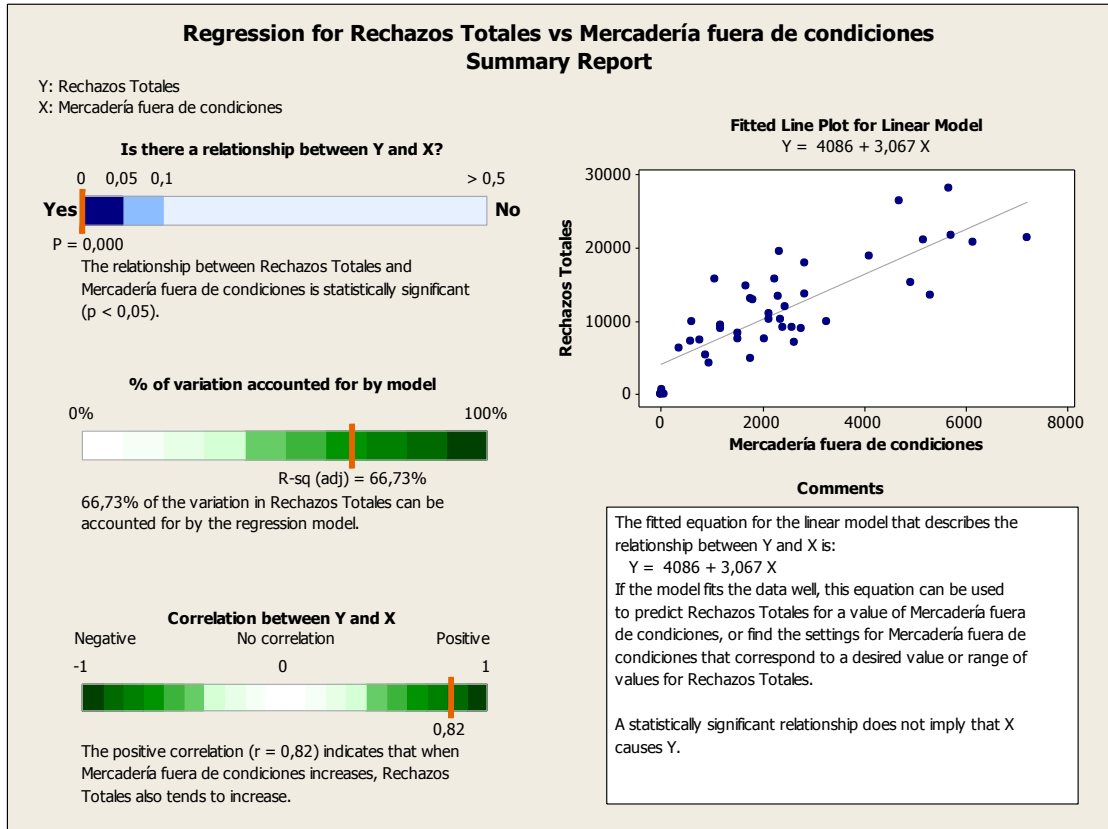 Regression for Rechazos Totales vs Mercadería fuera de condiciones
Summary Report
Y: Rechazos Totales
X: Mercadería fuera de condiciones
Is there a relationship between Y and X?
0 0,05 0,1 > 0,5
Yes No
P = 0,000
The relationship between Rechazos Totales and
Mercadería fuera de condiciones is statistically significant
(p < 0,05).
% of variation accounted for by model
0% 100%
R-sq (adj) = 66,73%
66,73% of the variation in Rechazos Totales can be
accounted for by the regression model.
Correlation between Y and X
Negative No correlation Positive
-1 0 1
0,82
The positive correlation (r = 0,82) indicates that when
Mercadería fuera de condiciones increases, Rechazos
Totales also tends to increase.
Fitted Line Plot for Linear Model
Y = 4086 + 3,067 X
30000
20000
10000
0
Rechazos Totales
0 2000 4000 6000 8000
Mercadería fuera de condiciones
Comments
The fitted equation for the linear model that describes the
relationship between Y and X is:
Y = 4086 + 3,067 X
If the model fits the data well, this equation can be used
to predict Rechazos Totales for a value of Mercadería fuera
de condiciones, or find the settings for Mercadería fuera de
condiciones that correspond to a desired value or range of
values for Rechazos Totales.
A statistically significant relationship does not imply that X
causes Y.